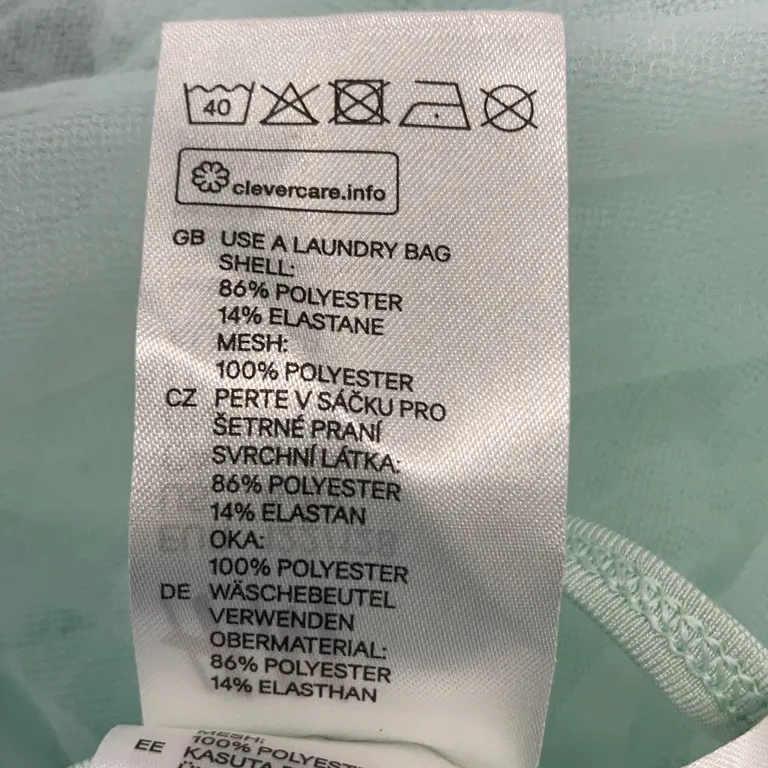 40
clevercare.info
GB USE A LAUNDRY BAG
SHELL:
86% POLYESTER
14% ELASTANE
MESH:
100% POLYESTER
CZ PERTE V SÁČKU PRO
ŠETRNÉ PRANÍ
SVRCHNÍ LÁTKA:
86% POLYESTER
14% ELASTAN
OKA:
100% POLYESTER
DE WÄSCHEBEUTEL
VERWENDEN
OBERMATERIAL:
86% POLYESTER
14% ELASTHAN
MESH:
100% POLYEST
EE KASUTA